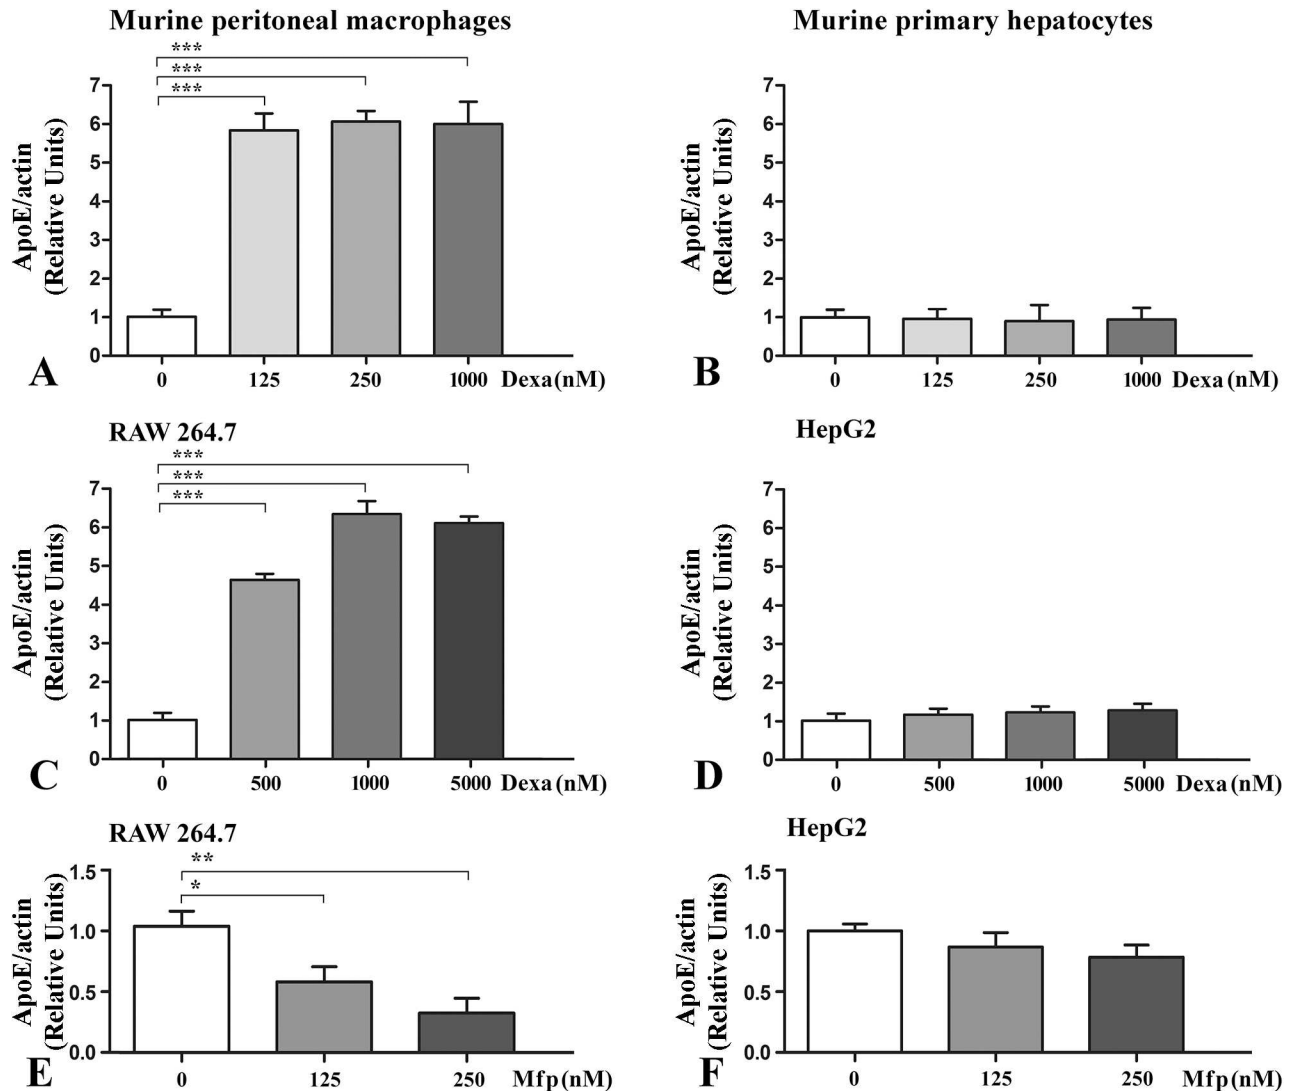 Murine peritoneal macrophages
***
***
***
7
6
5
4
3
2
1
0
ApoE/actin
(Relative Units)
0 125 250 1000 Dexa (nM)
A
Murine primary hepatocytes
7
6
5
4
3
2
1
0
ApoE/actin
(Relative Units)
0 125 250 1000 Dexa (nM)
B
RAW 264.7
***
***
***
7
6
5
4
3
2
1
0
ApoE/actin
(Relative Units)
0 500 1000 5000 Dexa (nM)
C
HepG2
7
6
5
4
3
2
1
0
ApoE/actin
(Relative Units)
0 500 1000 5000 Dexa (nM)
D
RAW 264.7
**
*
1.5
1.0
0.5
0.0
ApoE/actin
(Relative Units)
0 125 250 Mfp (nM)
E
HepG2
1.5
1.0
0.5
0.0
ApoE/actin
(Relative Units)
0 125 250 Mfp (nM)
F